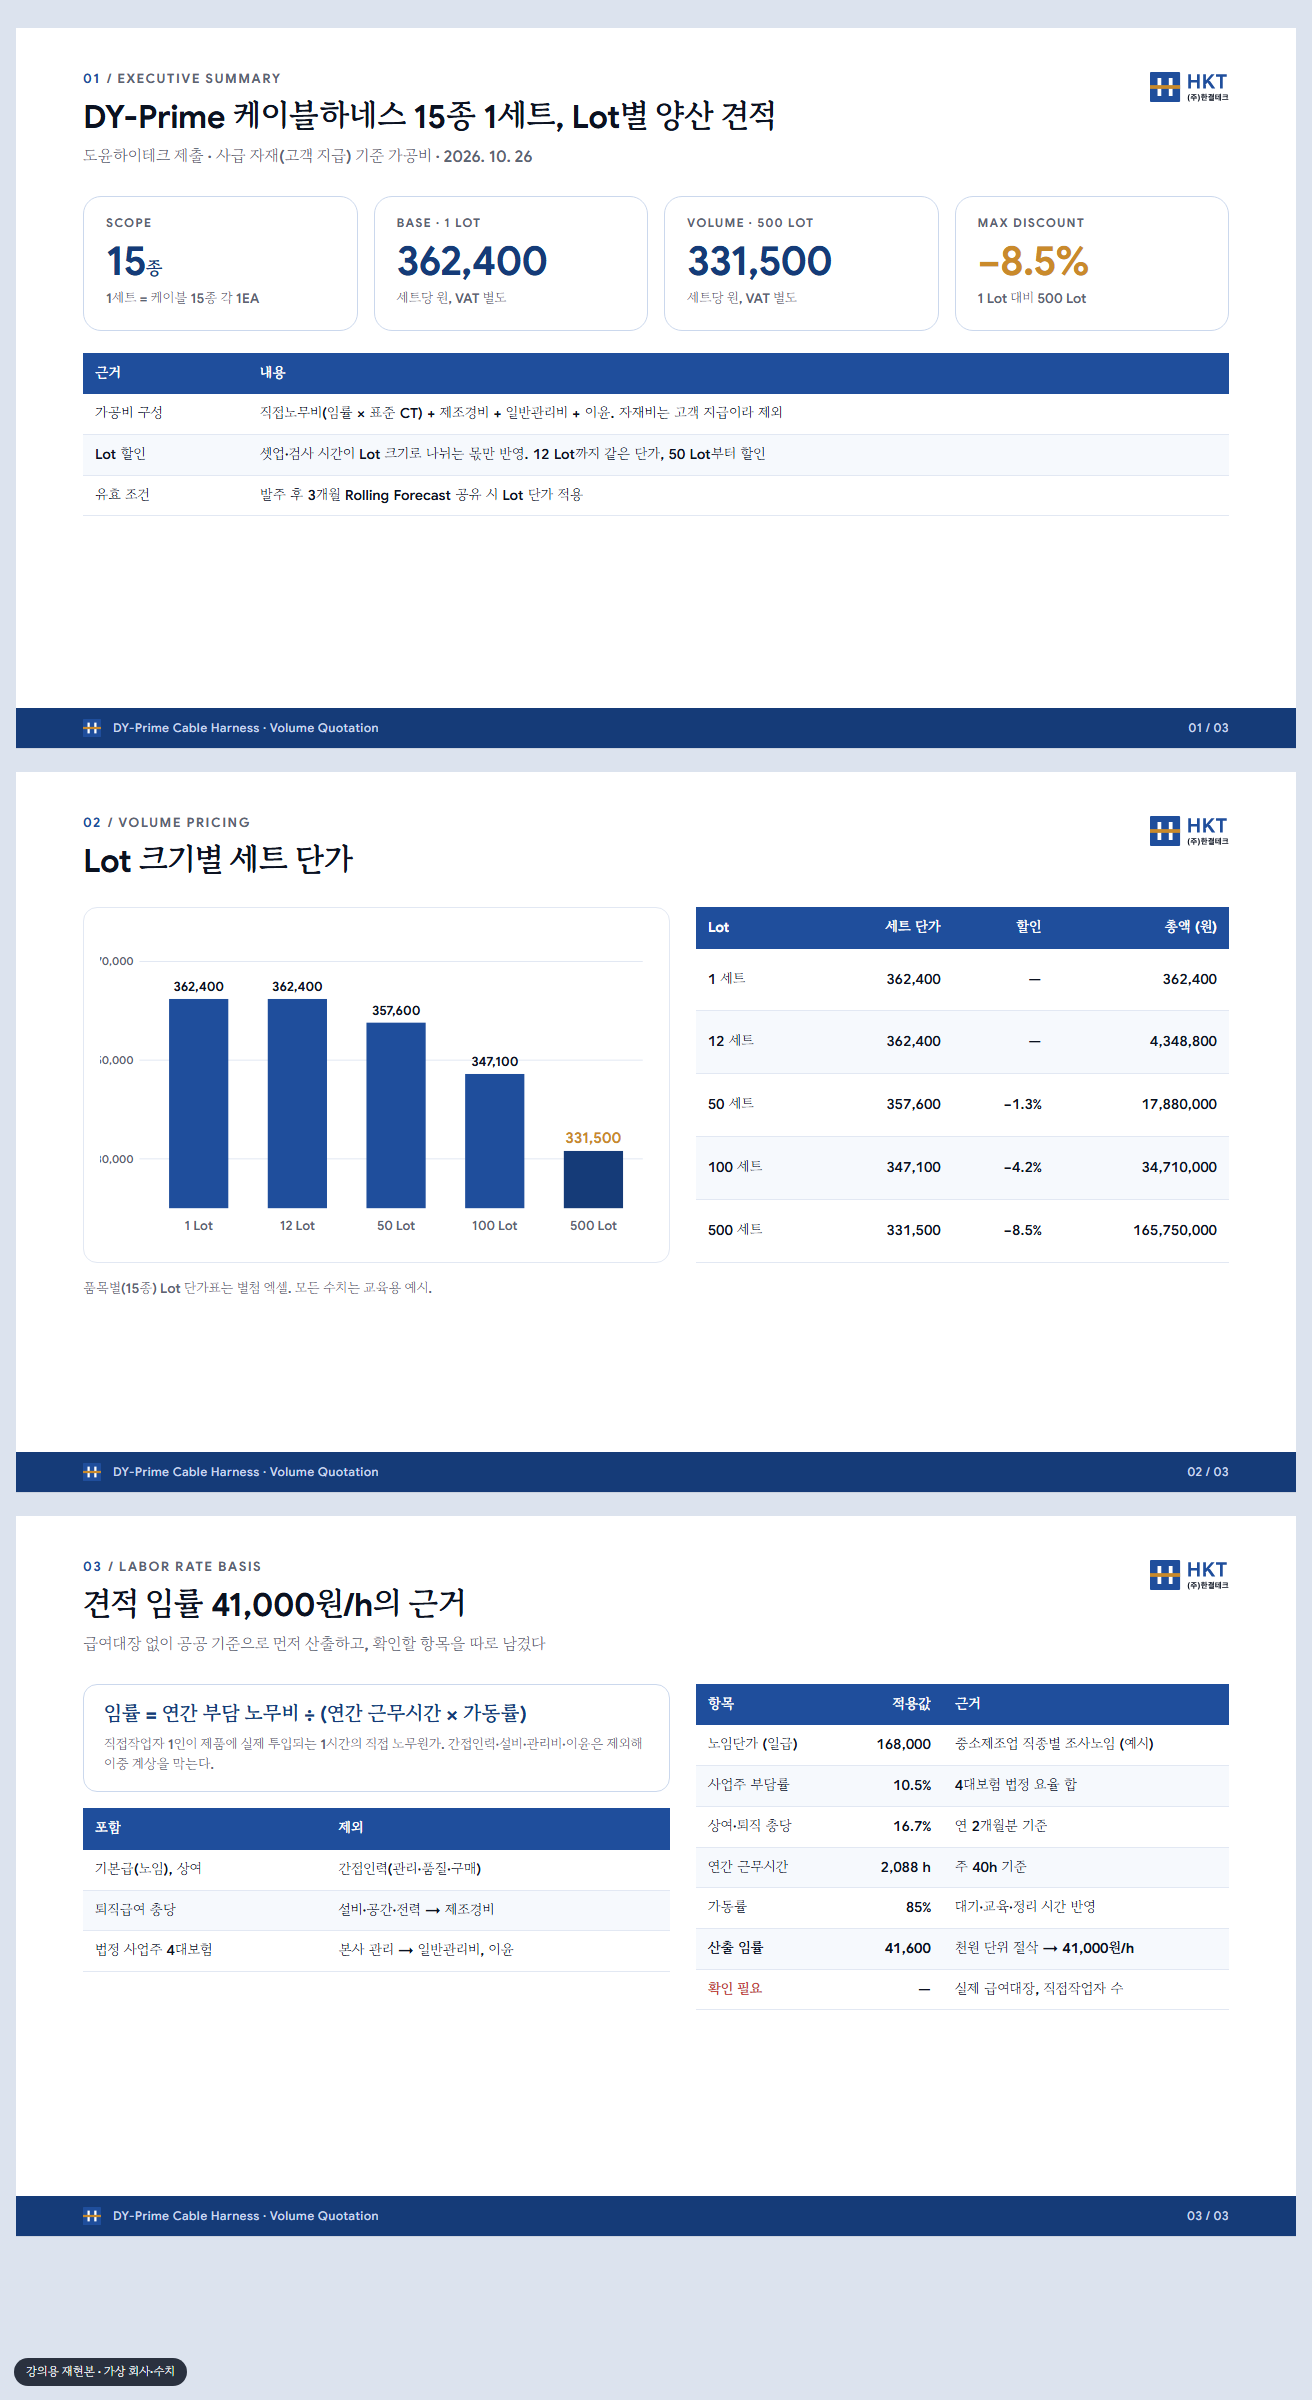 01 / EXECUTIVE SUMMARY
HKT
(주)한결테크
DY-Prime 케이블하네스 15종 1세트, Lot별 양산 견적
도윤하이테크 제출 · 사급 자재(고객 지급) 기준 가공비 · 2026. 10. 26
SCOPE
15종
1세트 = 케이블 15종 각 1EA
BASE · 1 LOT
362,400
세트당 원, VAT 별도
VOLUME · 500 LOT
331,500
세트당 원, VAT 별도
MAX DISCOUNT
−8.5%
1 Lot 대비 500 Lot
근거 내용
가공비 구성 직접노무비(임률 × 표준 CT) + 제조경비 + 일반관리비 + 이윤. 자재비는 고객 지급이라 제외
Lot 할인 셋업·검사 시간이 Lot 크기로 나뉘는 몫만 반영. 12 Lot까지 같은 단가, 50 Lot부터 할인
유효 조건 발주 후 3개월 Rolling Forecast 공유 시 Lot 단가 적용
DY-Prime Cable Harness · Volume Quotation 01 / 03
02 / VOLUME PRICING
HKT
(주)한결테크
Lot 크기별 세트 단가
70,000
0,000
0,000
362,400
362,400
357,600
347,100
331,500
1 Lot
12 Lot
50 Lot
100 Lot
500 Lot
Lot 세트 단가 할인 총액 (원)
1 세트 362,400 — 362,400
12 세트 362,400 — 4,348,800
50 세트 357,600 −1.3% 17,880,000
100 세트 347,100 −4.2% 34,710,000
500 세트 331,500 −8.5% 165,750,000
품목별(15종) Lot 단가표는 별첨 엑셀. 모든 수치는 교육용 예시.
DY-Prime Cable Harness · Volume Quotation 02 / 03
03 / LABOR RATE BASIS
HKT
(주)한결테크
견적 임률 41,000원/h의 근거
급여대장 없이 공공 기준으로 먼저 산출하고, 확인할 항목을 따로 남겼다
임률 = 연간 부담 노무비 ÷ (연간 근무시간 × 가동률)
직접작업자 1인이 제품에 실제 투입되는 1시간의 직접 노무원가. 간접인력·설비·관리비·이윤은 제외해
이중 계상을 막는다.
포함 제외
기본급(노임), 상여 간접인력(관리·품질·구매)
퇴직급여 충당 설비·공간·전력 → 제조경비
법정 사업주 4대보험 본사 관리 → 일반관리비, 이윤
항목 적용값 근거
노임단가 (일급) 168,000 중소제조업 직종별 조사노임 (예시)
사업주 부담률 10.5% 4대보험 법정 요율 합
상여·퇴직 충당 16.7% 연 2개월분 기준
연간 근무시간 2,088 h 주 40h 기준
가동률 85% 대기·교육·정리 시간 반영
산출 임률 41,600 천원 단위 절삭 → 41,000원/h
확인 필요 — 실제 급여대장, 직접작업자 수
DY-Prime Cable Harness · Volume Quotation 03 / 03
강의용 재현본 · 가상 회사·수치